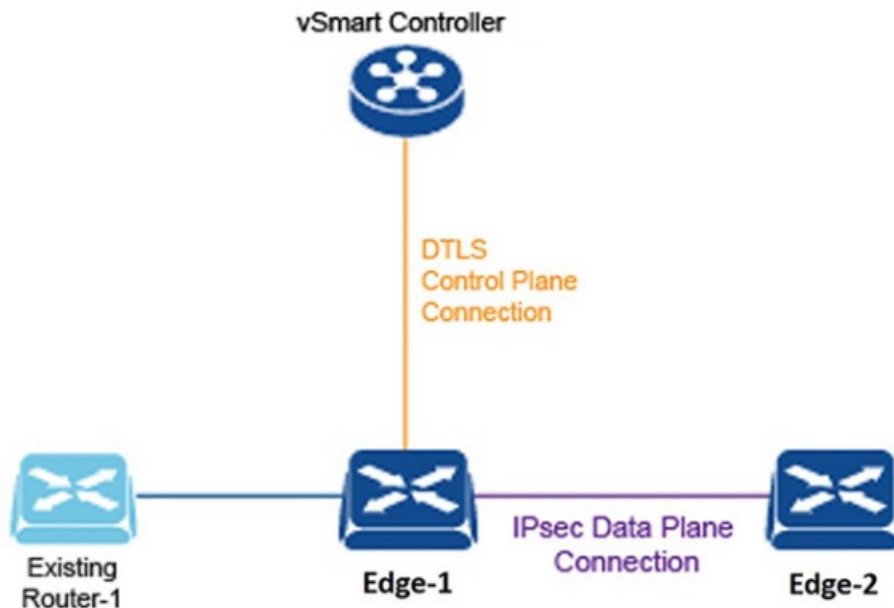 vSmart Controller
DTLS
Control Plane
Connection
Existing
Router-1
Edge-1
IPsec Data Plane
Connection
Edge-2